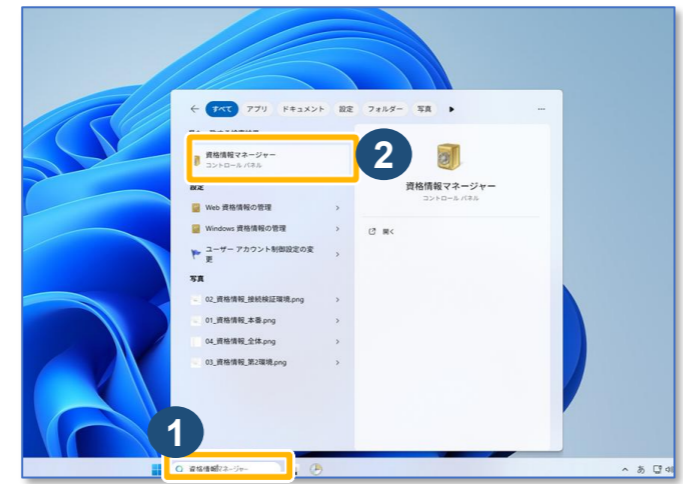 すべて アプリ ドキュメント 設定 フォルダー 写真
資格情報マネージャー
コントロール パネル
2
設定
Web 資格情報の管理
Windows 資格情報の管理
ユーザー アカウント制御設定の変
更
写真
02_資格情報_接続検証環境.png
01_資格情報_本番.png
04_資格情報_全体.png
03_資格情報_第2環境.png
資格情報マネージャー
コントロール パネル
開く
1
資格情報マネージャー
あ